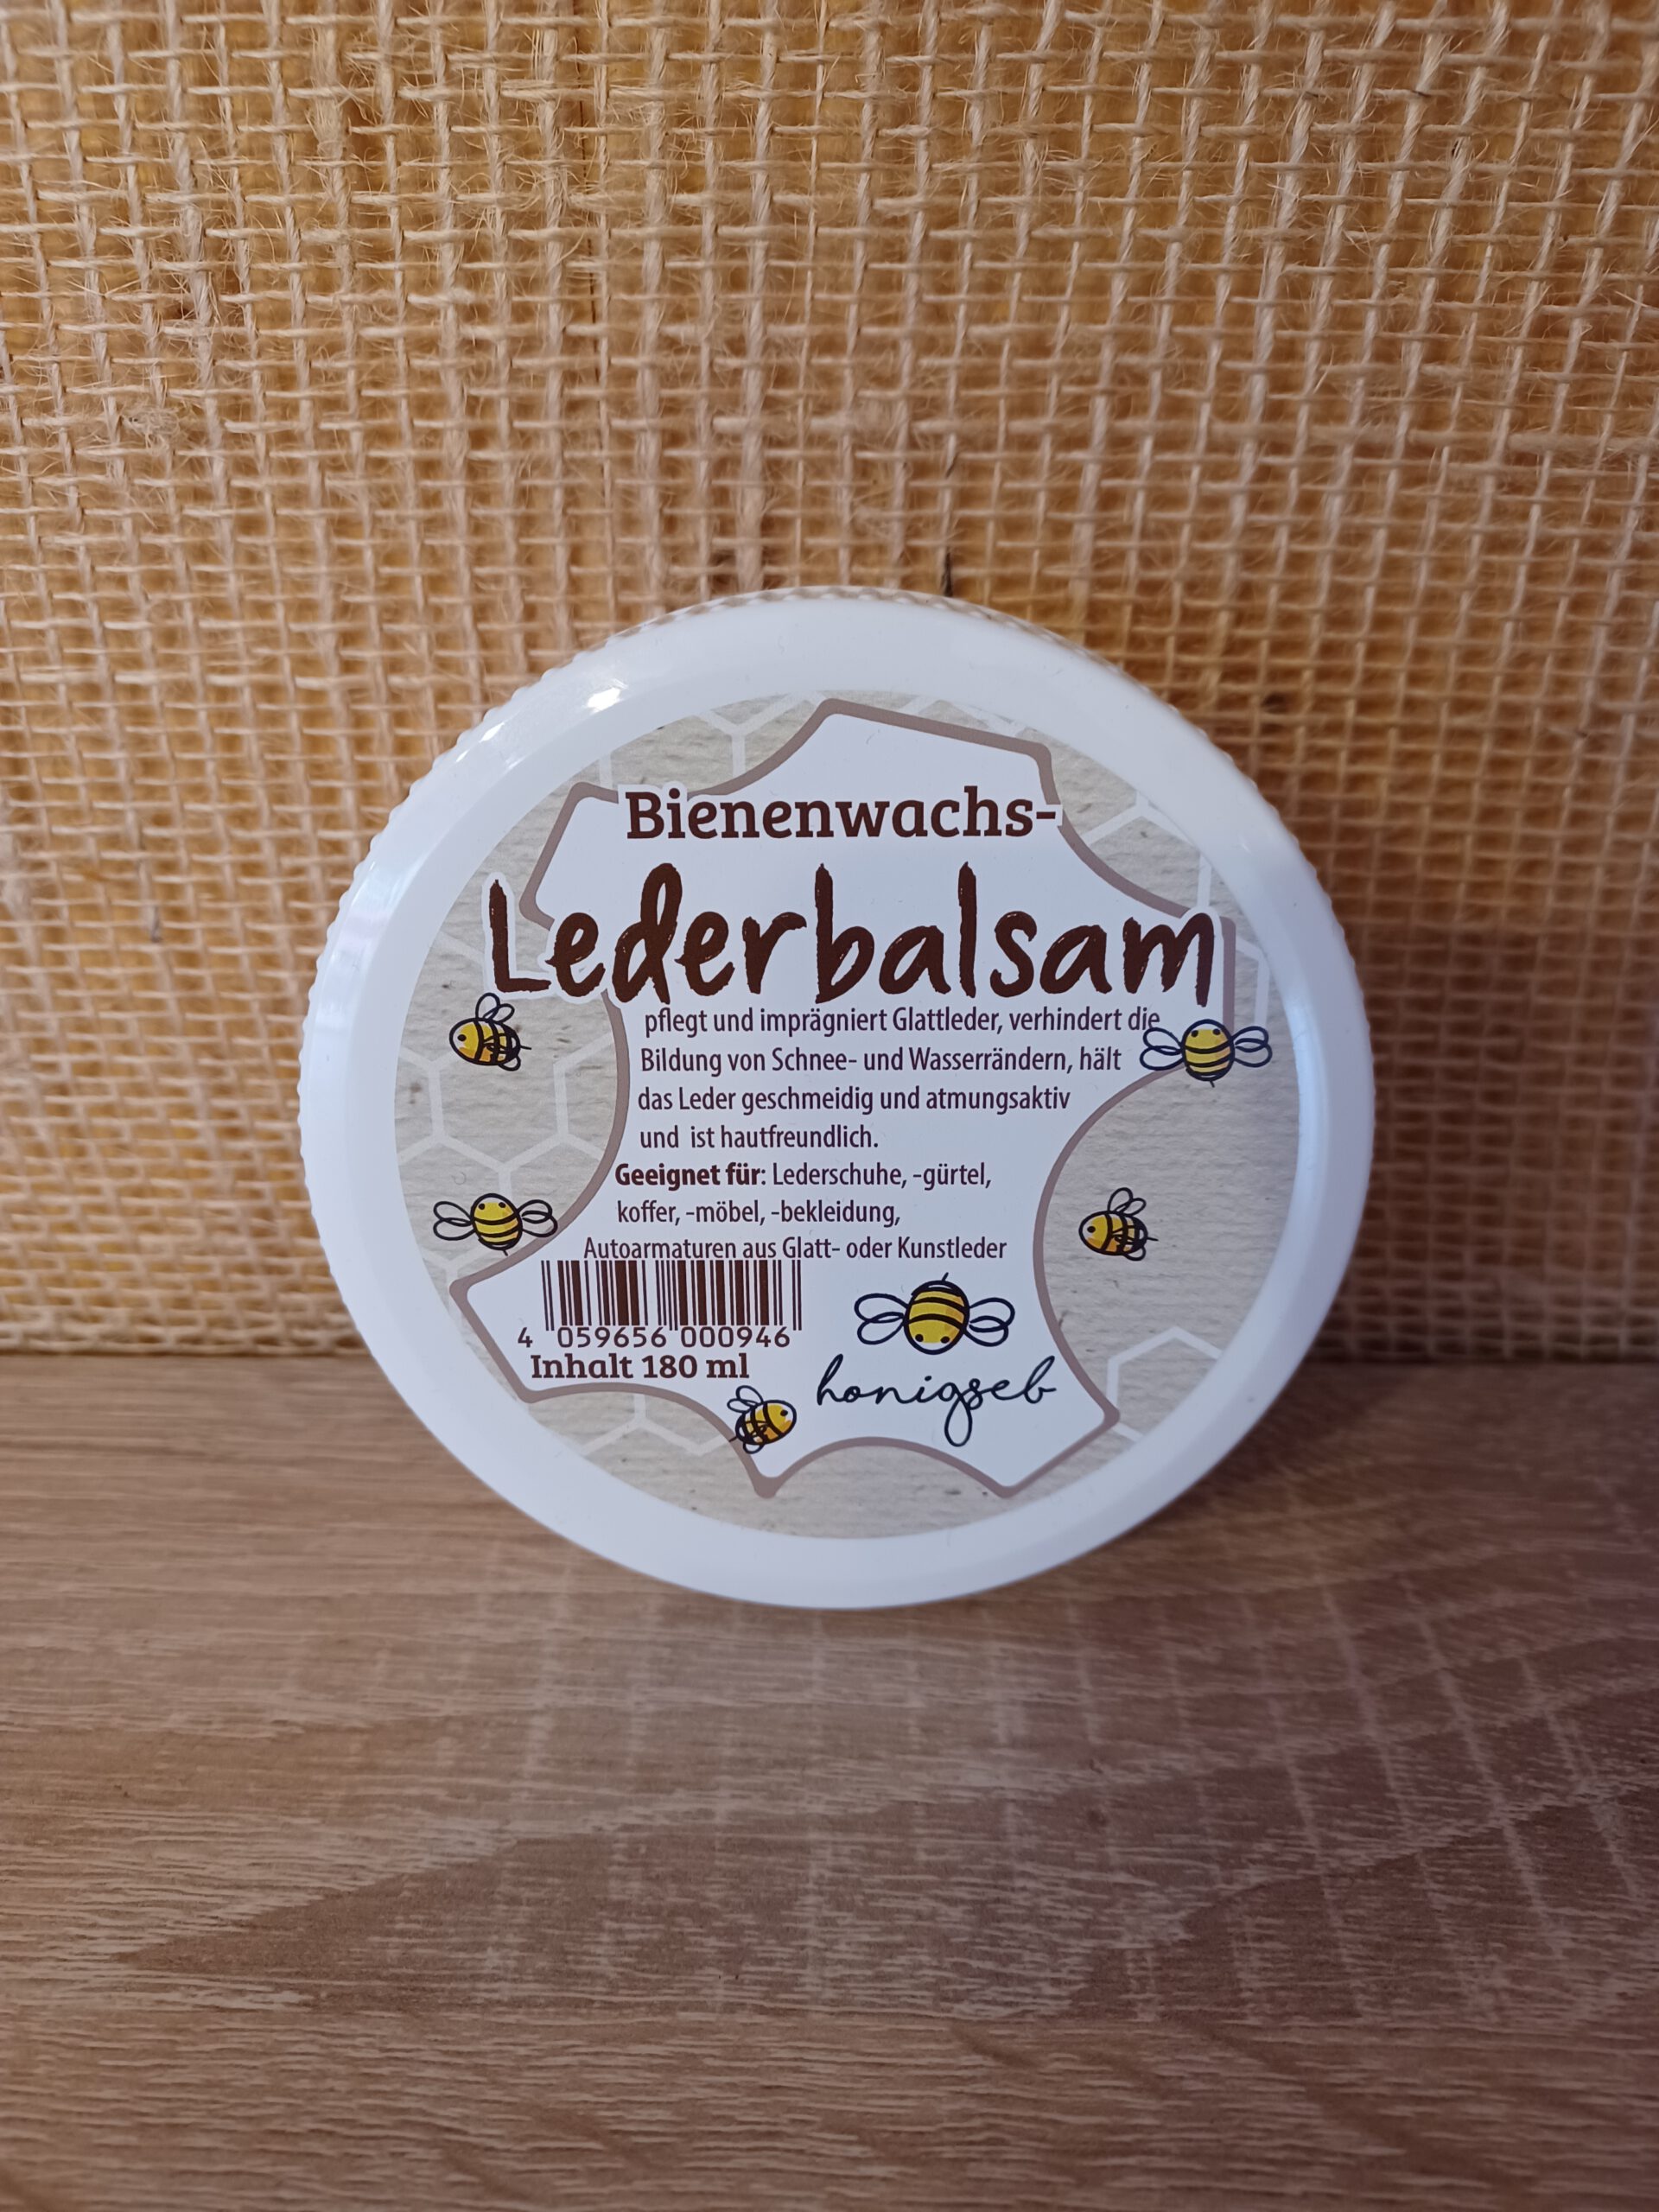 Bienenwachs-
Lederbalsam
pflegt und imprägniert Glattleder, verhindert die
Bildung von Schnee- und Wasserrändern, hält
das Leder geschmeidig und atmungsaktiv
und ist hautfreundlich.
Geeignet für: Lederschuhe, -gürtel,
koffer, -möbel, -bekleidung,
Autoarmaturen aus Glatt- oder Kunstleder
4 059656 000946
Inhalt 180 ml
honigseb